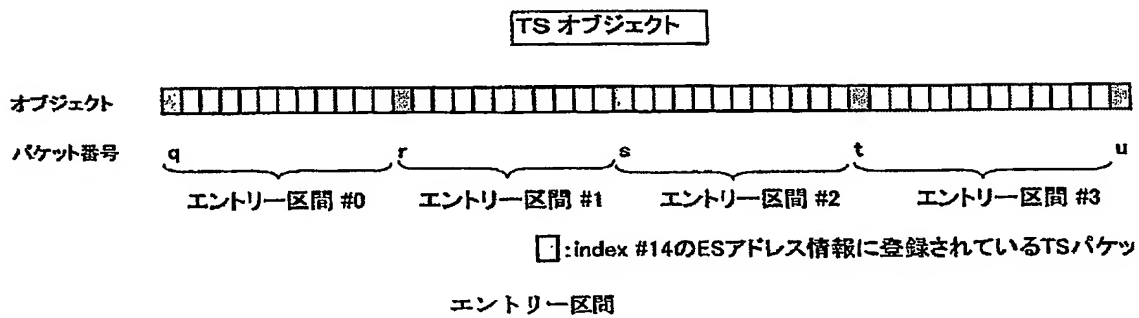 TS オブジェクト
オブジェクト
パケット番号 q r s t u
エントリー区間 #0 エントリー区間 #1 エントリー区間 #2 エントリー区間 #3
:index #14のESアドレス情報に登録されているTSパケッ
エントリー区間